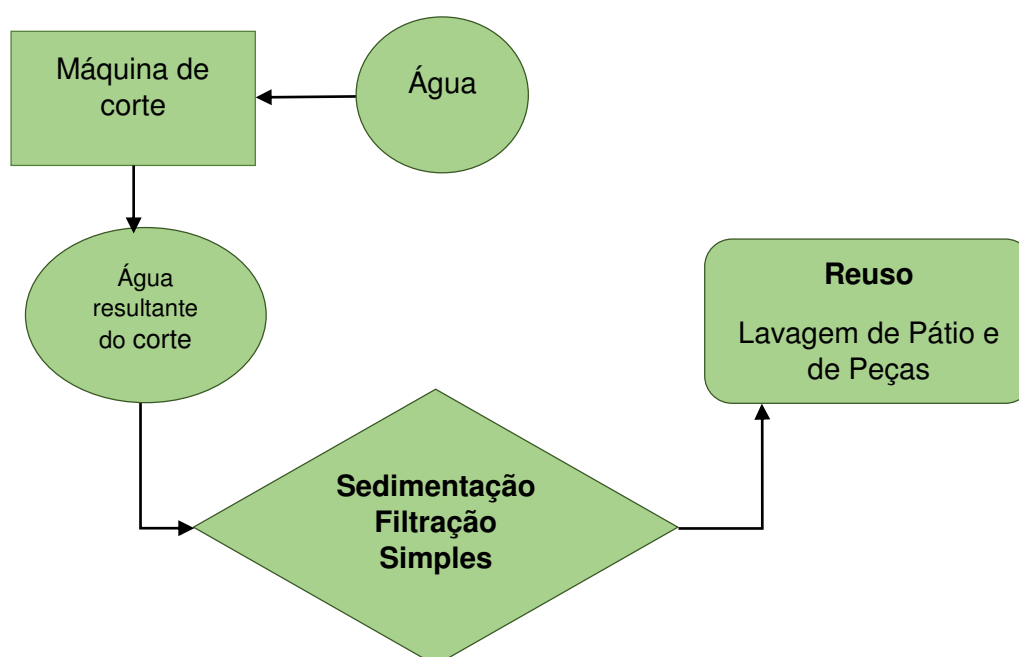 Máquina de
corte
Água
Água
resultante
do corte
Reuso
Lavagem de Pátio e
de Peças
Sedimentação
Filtração
Simples